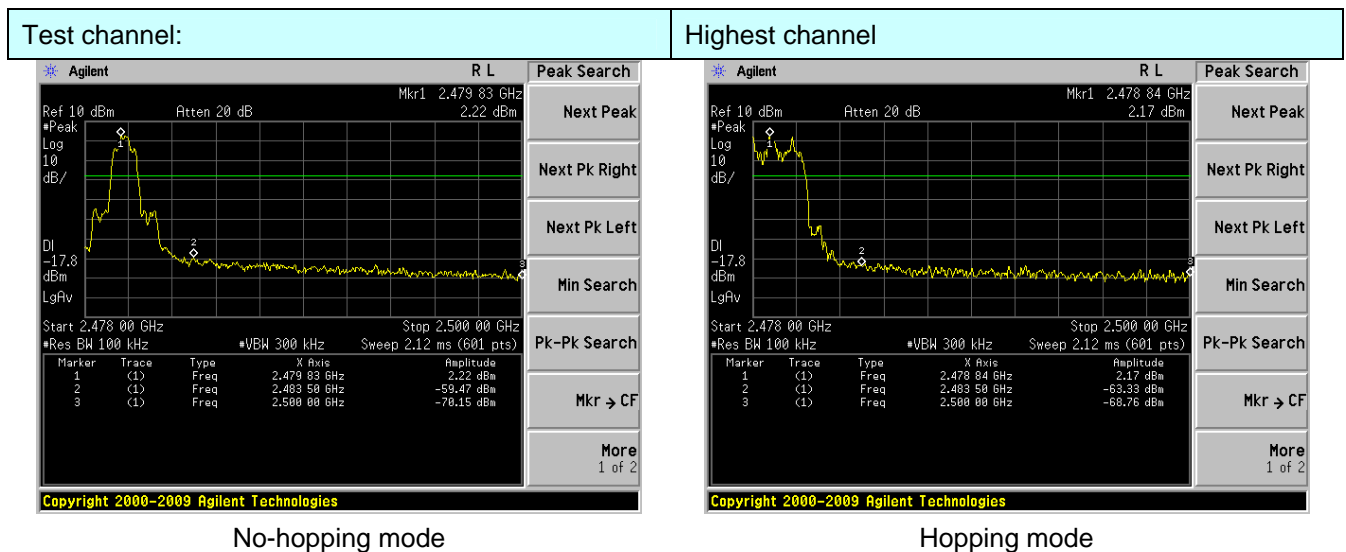 Test channel:
Highest channel
Agilent
R L
Peak Search
Mkr1 2.479 83 GHz
Ref 10 dBm
Atten 20 dB
2.22 dBm
#Peak
Log
10
dB/
DI
-17.8
dBm
LgAv
1
2
3
Start 2.478 00 GHz
Stop 2.500 00 GHz
#Res BW 100 kHz
#VBW 300 kHz
Sweep 2.12 ms (601 pts)
Marker Trace Type X Axis Amplitude
1 (1) Freq 2.479 83 GHz 2.22 dBm
2 (1) Freq 2.483 50 GHz -59.47 dBm
3 (1) Freq 2.500 00 GHz -70.15 dBm
Next Peak
Next Pk Right
Next Pk Left
Min Search
Pk-Pk Search
Mkr → CF
More
1 of 2
Copyright 2000-2009 Agilent Technologies
No-hopping mode
Agilent
R L
Peak Search
Mkr1 2.478 84 GHz
Ref 10 dBm
Atten 20 dB
2.17 dBm
#Peak
Log
10
dB/
DI
-17.8
dBm
LgAv
1
2
3
Start 2.478 00 GHz
Stop 2.500 00 GHz
#Res BW 100 kHz
#VBW 300 kHz
Sweep 2.12 ms (601 pts)
Marker Trace Type X Axis Amplitude
1 (1) Freq 2.478 84 GHz 2.17 dBm
2 (1) Freq 2.483 50 GHz -63.33 dBm
3 (1) Freq 2.500 00 GHz -68.76 dBm
Next Peak
Next Pk Right
Next Pk Left
Min Search
Pk-Pk Search
Mkr → CF
More
1 of 2
Copyright 2000-2009 Agilent Technologies
Hopping mode